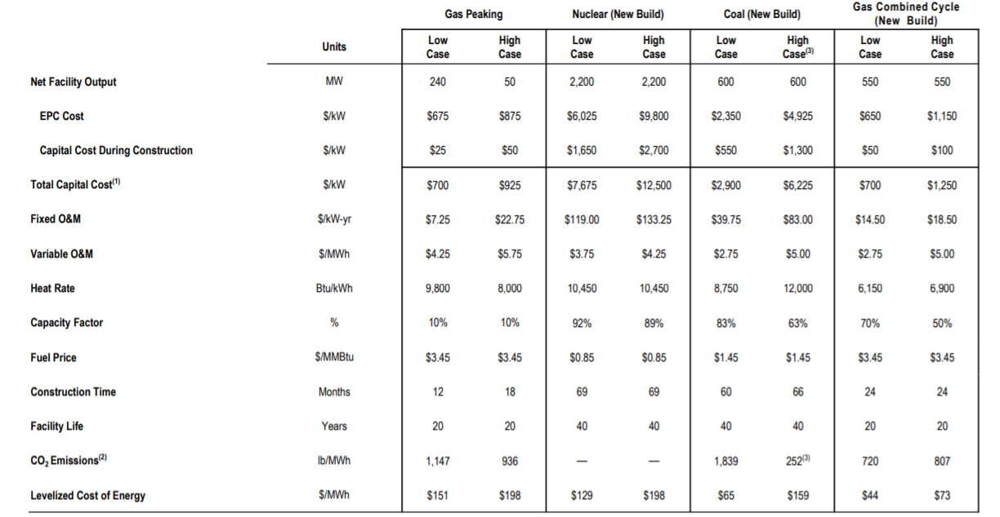 Gas Peaking Nuclear (New Build) Coal (New Build) Gas Combined Cycle
(New Build)
Units Low Case High Case Low Case High Case Low Case High Case(3) Low Case High Case
Net Facility Output MW 240 50 2,200 2,200 600 600 550 550
EPC Cost $/kW $675 $875 $6,025 $9,800 $2,350 $4,925 $650 $1,150
Capital Cost During Construction $/kW $25 $50 $1,650 $2,700 $550 $1,300 $50 $100
Total Capital Cost(1) $/kW $700 $925 $7,675 $12,500 $2,900 $6,225 $700 $1,250
Fixed O&M $/kW-yr $7.25 $22.75 $119.00 $133.25 $39.75 $83.00 $14.50 $18.50
Variable O&M $/MWh $4.25 $5.75 $3.75 $4.25 $2.75 $5.00 $2.75 $5.00
Heat Rate Btu/kWh 9,800 8,000 10,450 10,450 8,750 12,000 6,150 6,900
Capacity Factor % 10% 10% 92% 89% 83% 63% 70% 50%
Fuel Price $/MMBtu $3.45 $3.45 $0.85 $0.85 $1.45 $1.45 $3.45 $3.45
Construction Time Months 12 18 69 69 60 66 24 24
Facility Life Years 20 20 40 40 40 40 20 20
CO₂ Emissions(2) lb/MWh 1,147 936 — — 1,839 252(3) 720 807
Levelized Cost of Energy $/MWh $151 $198 $129 $198 $65 $159 $44 $73